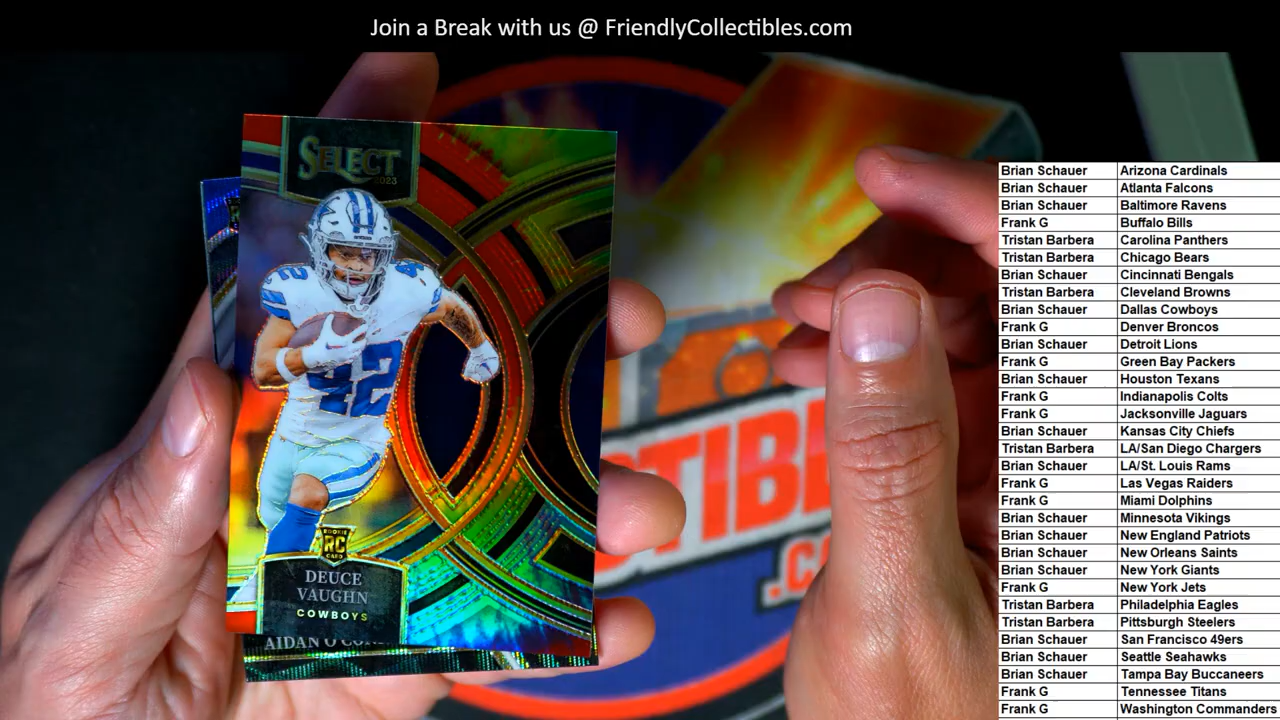 Join a Break with us @ FriendlyCollectibles.com
SELECT
2023
42
ROOKIE
RC
CARD
DEUCE
VAUGHN
COWBOYS
AIDAN O'CON
TIBL
.CO
Brian Schauer Arizona Cardinals
Brian Schauer Atlanta Falcons
Brian Schauer Baltimore Ravens
Frank G Buffalo Bills
Tristan Barbera Carolina Panthers
Tristan Barbera Chicago Bears
Brian Schauer Cincinnati Bengals
Tristan Barbera Cleveland Browns
Brian Schauer Dallas Cowboys
Frank G Denver Broncos
Brian Schauer Detroit Lions
Frank G Green Bay Packers
Brian Schauer Houston Texans
Frank G Indianapolis Colts
Frank G Jacksonville Jaguars
Brian Schauer Kansas City Chiefs
Tristan Barbera LA/San Diego Chargers
Brian Schauer LA/St. Louis Rams
Frank G Las Vegas Raiders
Frank G Miami Dolphins
Brian Schauer Minnesota Vikings
Brian Schauer New England Patriots
Brian Schauer New Orleans Saints
Brian Schauer New York Giants
Frank G New York Jets
Tristan Barbera Philadelphia Eagles
Tristan Barbera Pittsburgh Steelers
Brian Schauer San Francisco 49ers
Brian Schauer Seattle Seahawks
Brian Schauer Tampa Bay Buccaneers
Frank G Tennessee Titans
Frank G Washington Commanders